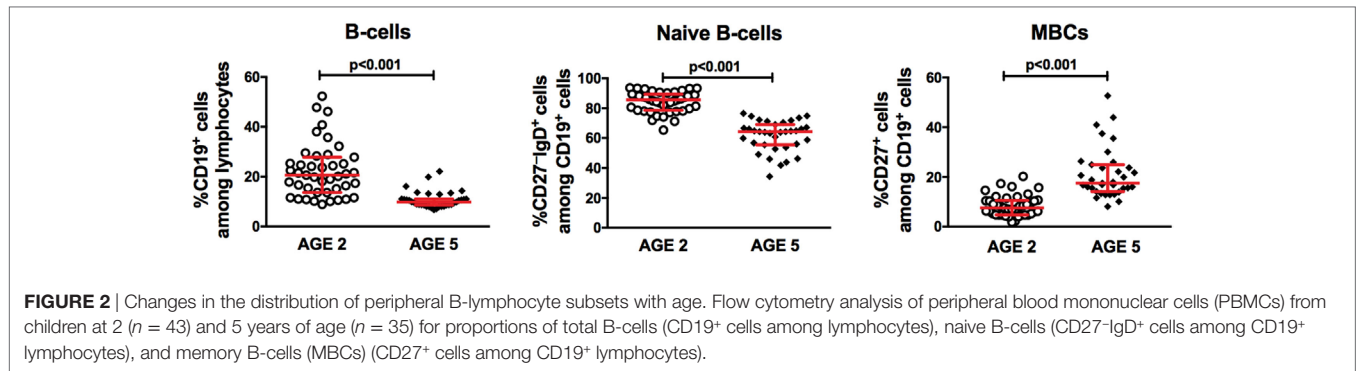 B-cells
p<0.001
%CD19⁺ cells
among lymphocytes
60
40
20
0
AGE 2 AGE 5
Naive B-cells
p<0.001
%CD27⁻IgD⁺ cells
among CD19⁺ cells
100
80
60
40
20
0
AGE 2 AGE 5
MBCs
p<0.001
%CD27⁺ cells
among CD19⁺ cells
60
40
20
0
AGE 2 AGE 5
FIGURE 2 | Changes in the distribution of peripheral B-lymphocyte subsets with age. Flow cytometry analysis of peripheral blood mononuclear cells (PBMCs) from
children at 2 (n = 43) and 5 years of age (n = 35) for proportions of total B-cells (CD19⁺ cells among lymphocytes), naive B-cells (CD27⁻IgD⁺ cells among CD19⁺
lymphocytes), and memory B-cells (MBCs) (CD27⁺ cells among CD19⁺ lymphocytes).